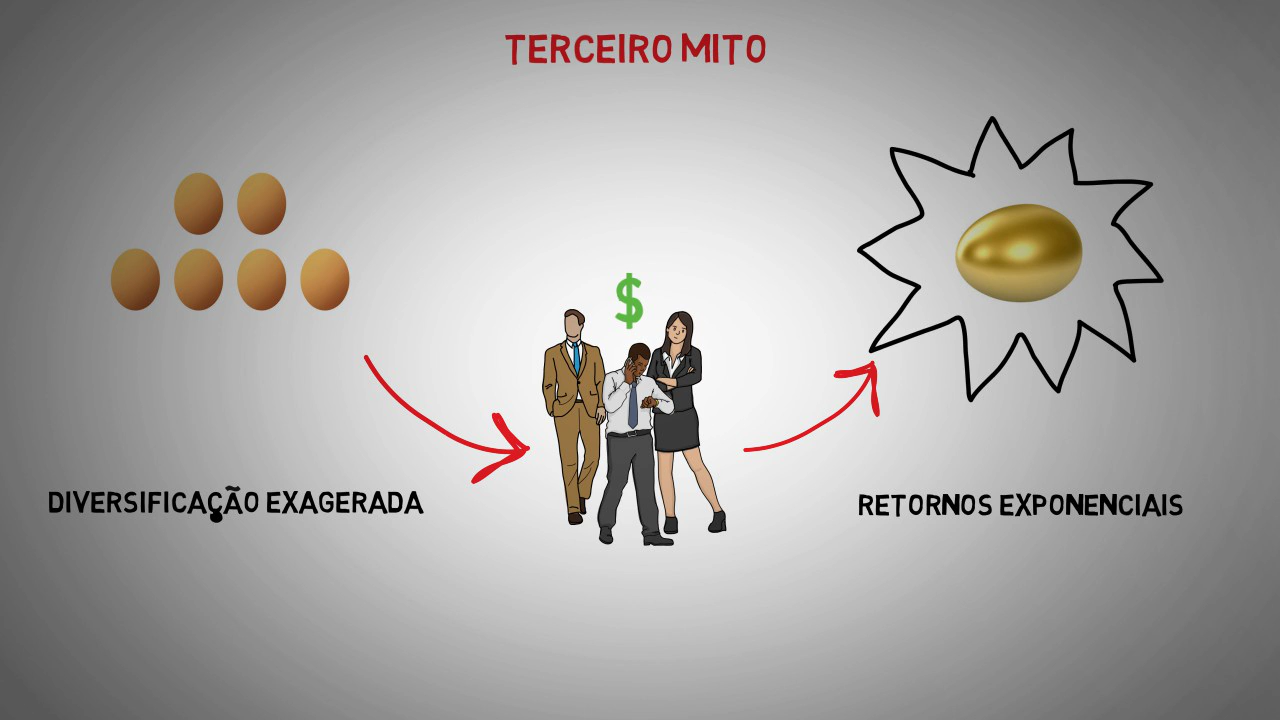 TERCEIRO MITO
$
DIVERSIFICAÇÃO EXAGERADA
RETORNOS EXPONENCIAIS